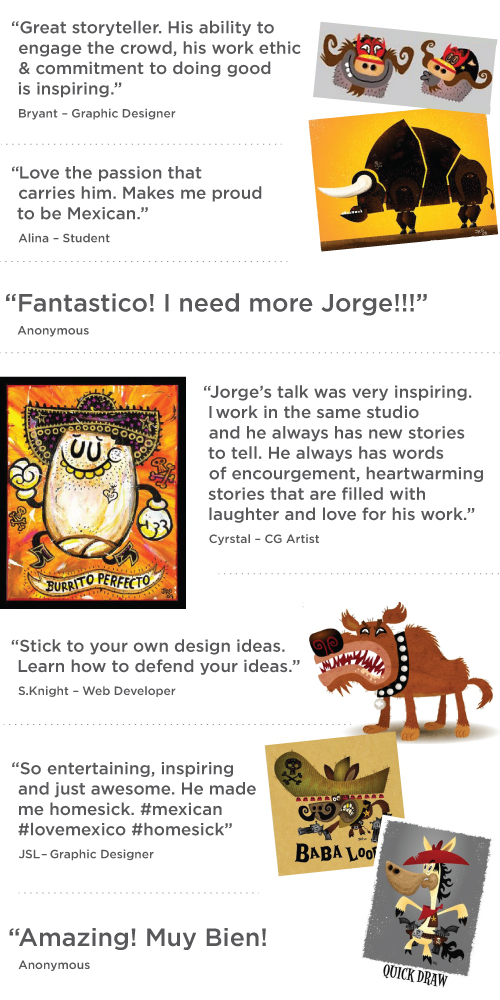 “Great storyteller. His ability to
engage the crowd, his work ethic
& commitment to doing good
is inspiring.”
Bryant – Graphic Designer
“Love the passion that
carries him. Makes me proud
to be Mexican.”
Alina – Student
“Fantastico! I need more Jorge!!!”
Anonymous
“Jorge’s talk was very inspiring.
I work in the same studio
and he always has new stories
to tell. He always has words
of encourgement, heartwarming
stories that are filled with
laughter and love for his work.”
Cyrstal – CG Artist
BURRITO PERFECTO
“Stick to your own design ideas.
Learn how to defend your ideas.”
S.Knight – Web Developer
“So entertaining, inspiring
and just awesome. He made
me homesick. #mexican
#lovemexico #homesick”
JSL– Graphic Designer
BABA LOO
“Amazing! Muy Bien!
Anonymous
QUICK DRAW